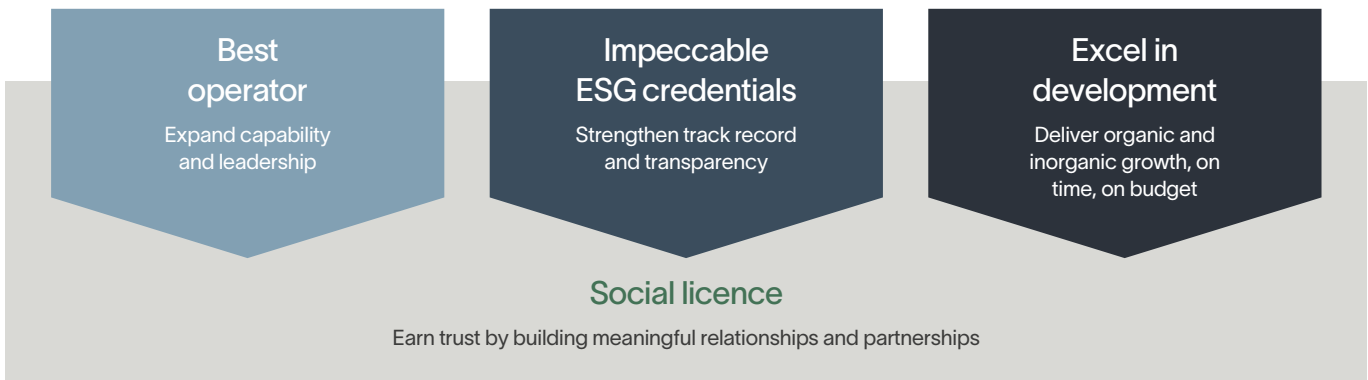 Best
operator
Expand capability
and leadership
Impeccable
ESG credentials
Strengthen track record
and transparency
Excel in
development
Deliver organic and
inorganic growth, on
time, on budget
Social licence
Earn trust by building meaningful relationships and partnerships